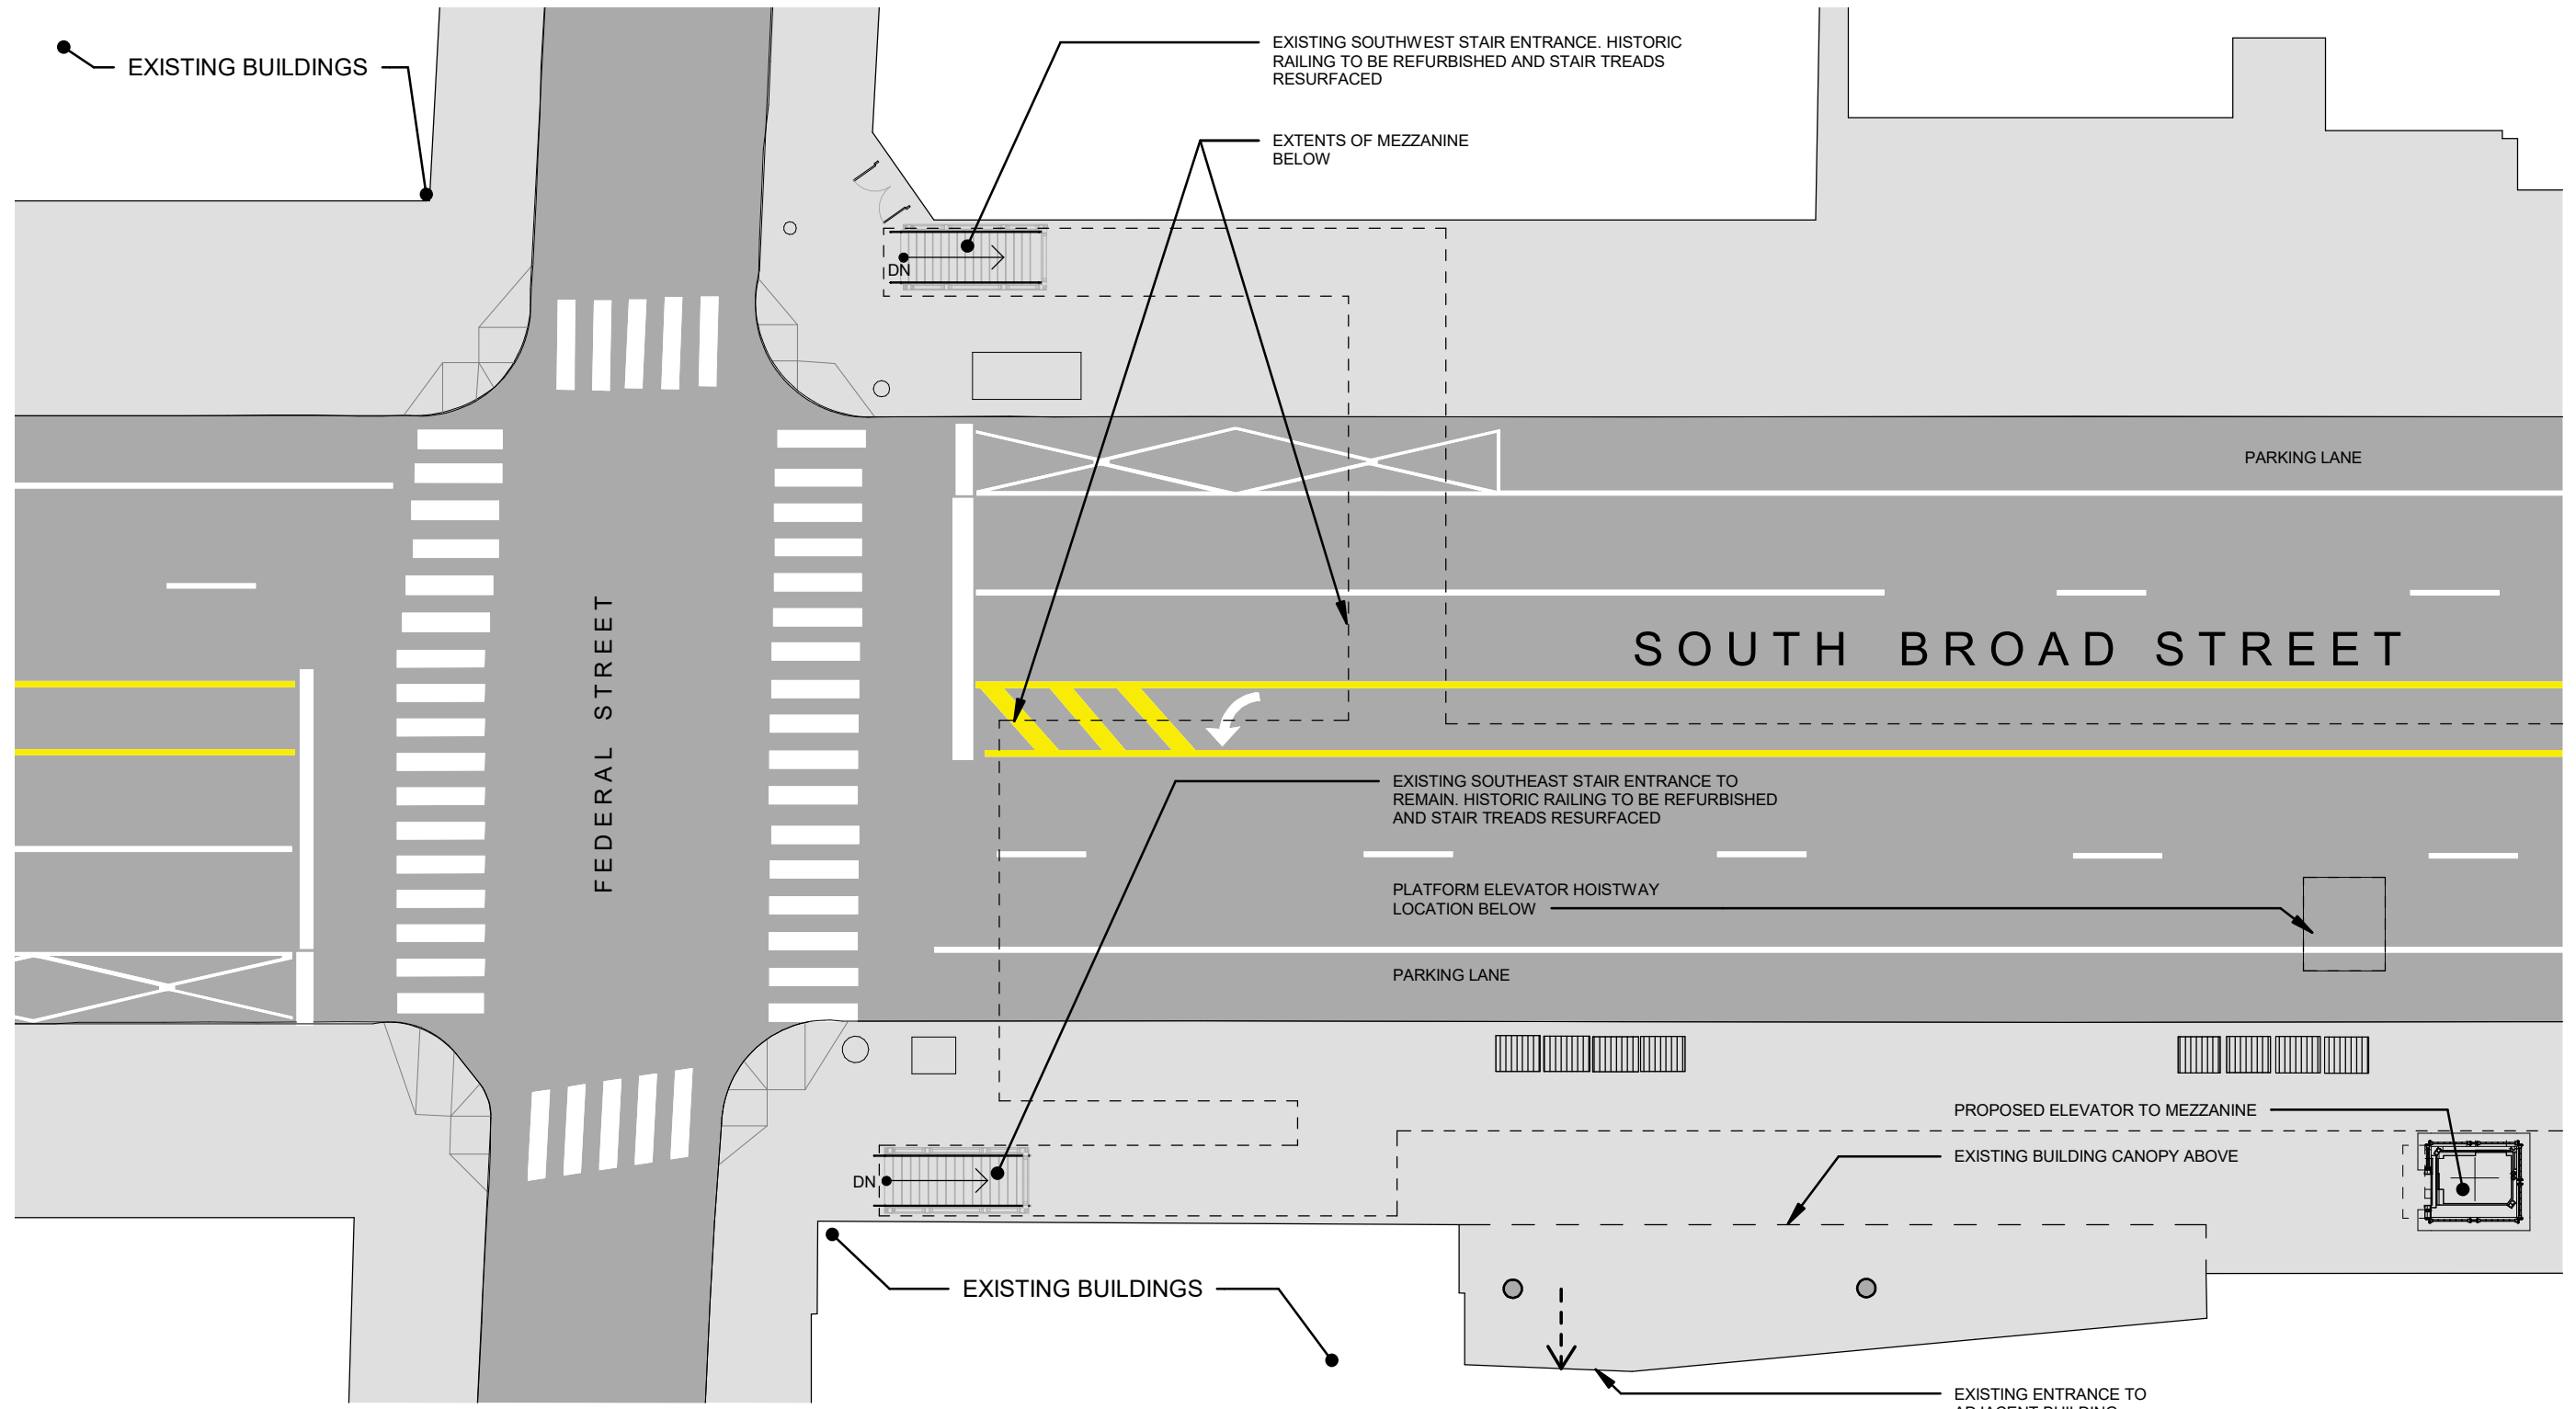 EXISTING BUILDINGS
EXISTING SOUTHWEST STAIR ENTRANCE. HISTORIC
RAILING TO BE REFURBISHED AND STAIR TREADS
RESURFACED
EXTENTS OF MEZZANINE
BELOW
DN
PARKING LANE
FEDERAL STREET
SOUTH BROAD STREET
EXISTING SOUTHEAST STAIR ENTRANCE TO
REMAIN. HISTORIC RAILING TO BE REFURBISHED
AND STAIR TREADS RESURFACED
PLATFORM ELEVATOR HOISTWAY
LOCATION BELOW
PARKING LANE
PROPOSED ELEVATOR TO MEZZANINE
EXISTING BUILDING CANOPY ABOVE
DN
EXISTING BUILDINGS
EXISTING ENTRANCE TO
ADJACENT BUILDING